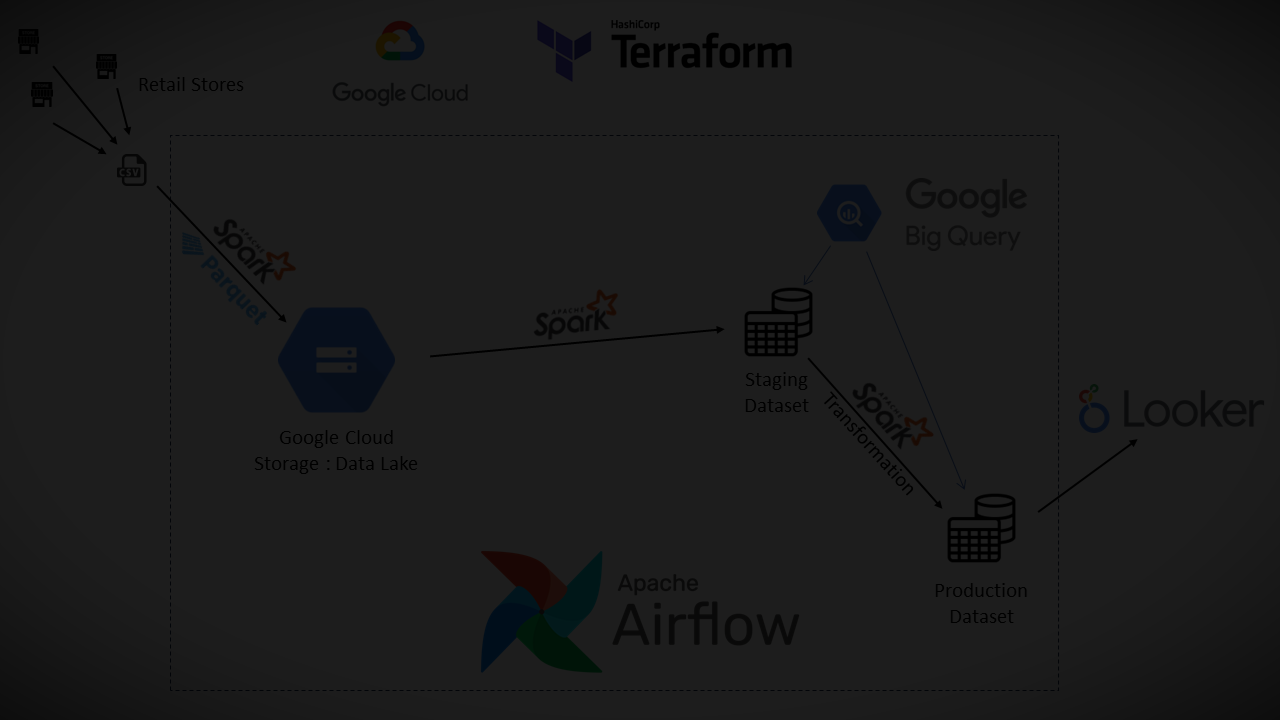 HashiCorp
Terraform
Google Cloud
Retail Stores
CSV
APACHE
Spark
Parquet
Google
Big Query
APACHE
Spark
Staging
Dataset
APACHE
Spark
Transformation
Looker
Google Cloud
Storage : Data Lake
Production
Dataset
Apache
Airflow